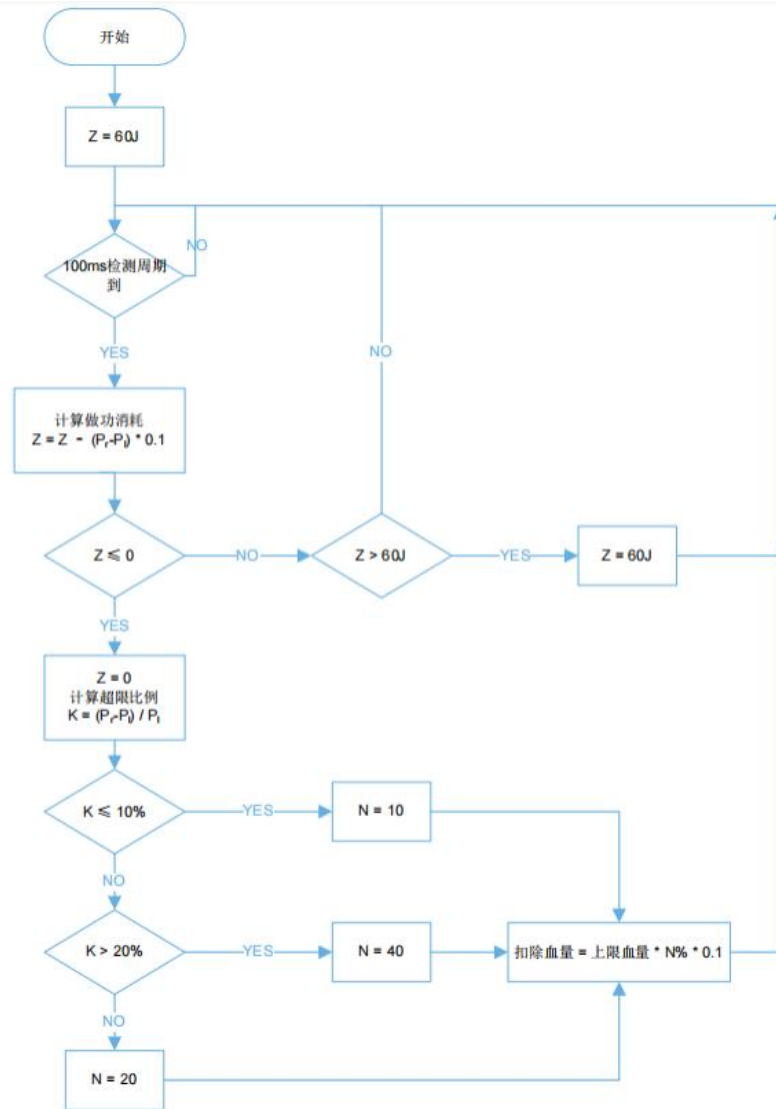 开始
Z = 60J
NO
100ms检测周期
到
YES
NO
计算做功消耗
Z = Z - (Pr-Pl) * 0.1
Z ≤ 0
NO
Z > 60J
YES
Z = 60J
YES
Z = 0
计算超限比例
K = (Pr-Pl) / Pl
K ≤ 10%
YES
N = 10
NO
K > 20%
YES
N = 40
扣除血量 = 上限血量 * N% * 0.1
NO
N = 20